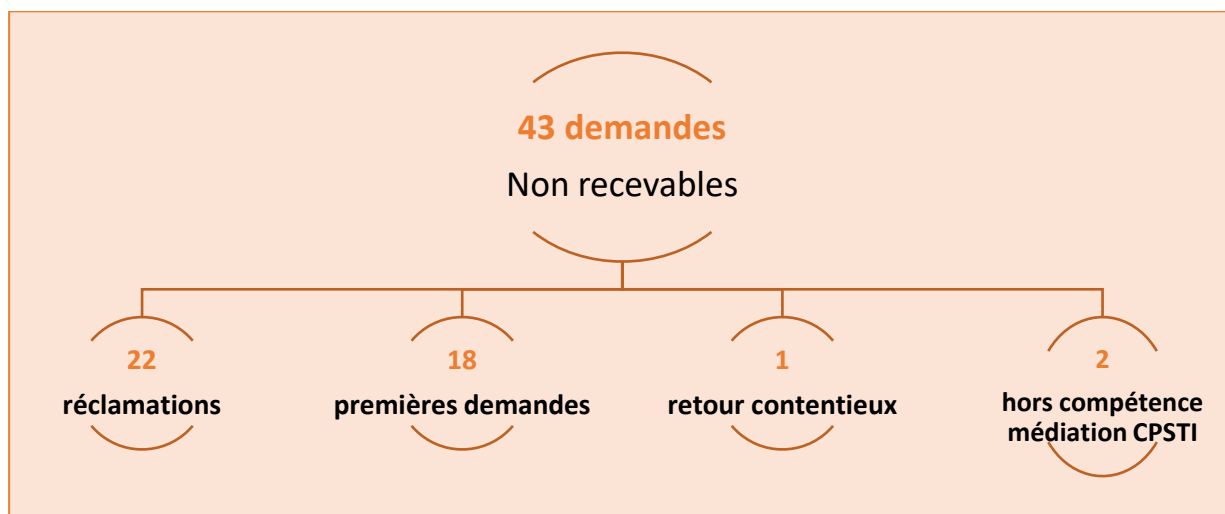 43 demandes
Non recevables
22
réclamations
18
premières demandes
1
retour contentieux
2
hors compétence
médiation CPSTI